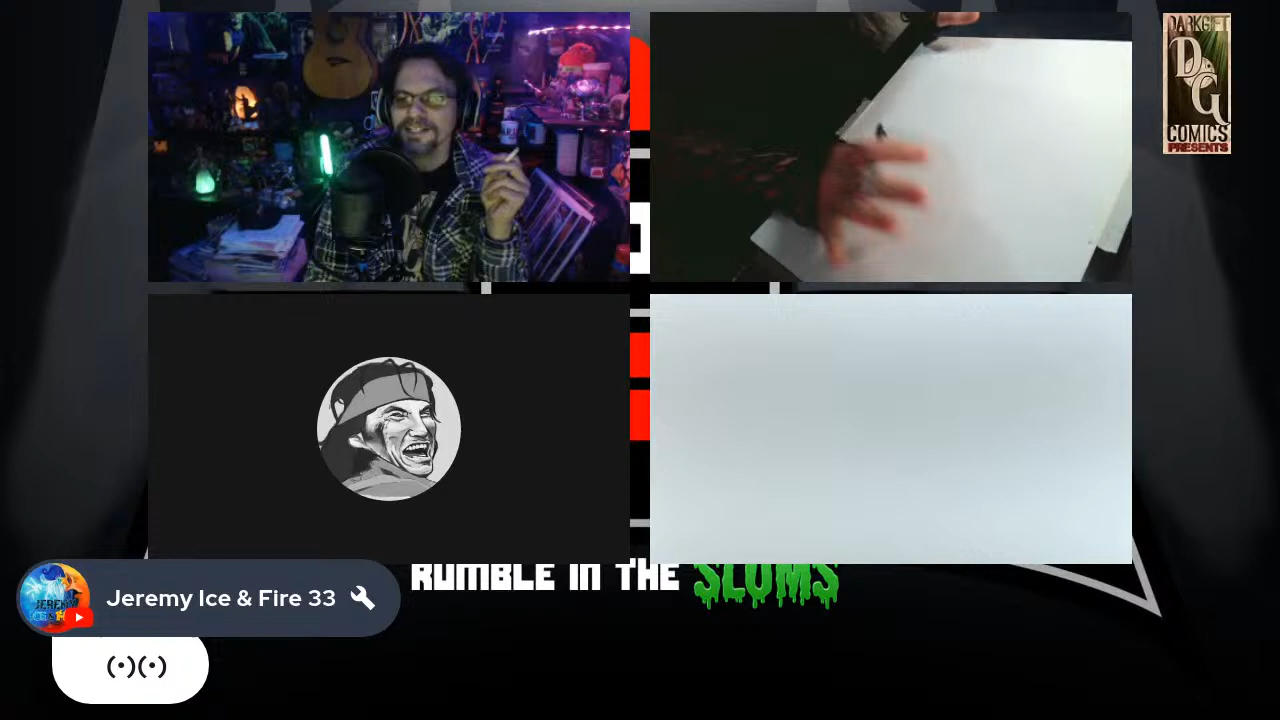 DARKGIFT
DG
COMICS
PRESENTS
RUMBLE IN THE SLUMS
Jeremy Ice & Fire 33
(•)(•)